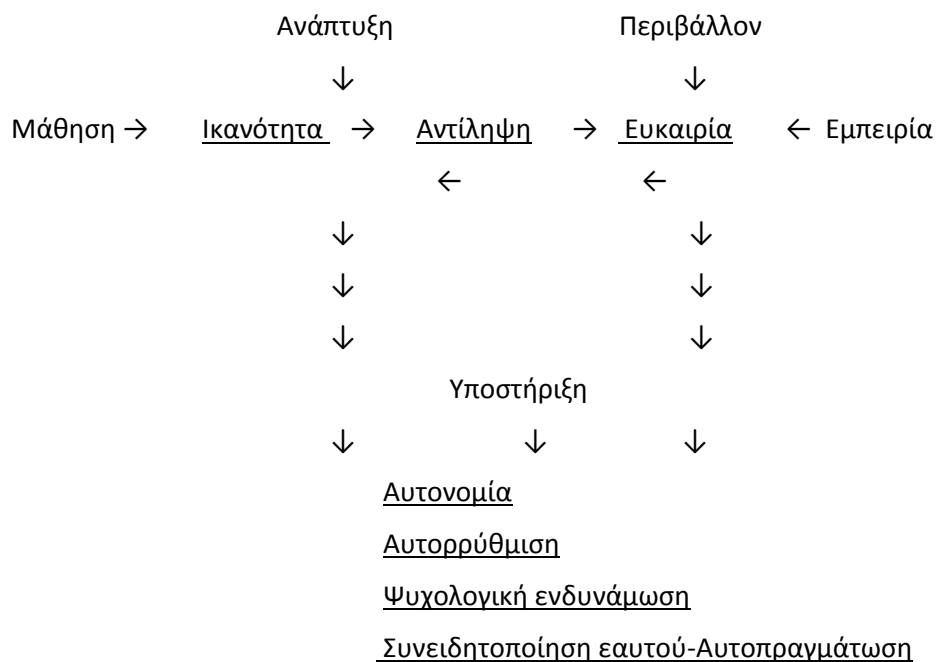 Ανάπτυξη Περιβάλλον
↓ ↓
Μάθηση → Ικανότητα → Αντίληψη → Ευκαιρία ← Εμπειρία
← ←
↓ ↓
↓ ↓
↓ ↓
Υποστήριξη
↓ ↓ ↓
Αυτονομία
Αυτορρύθμιση
Ψυχολογική ενδυνάμωση
Συνειδητοποίηση εαυτού-Αυτοπραγμάτωση